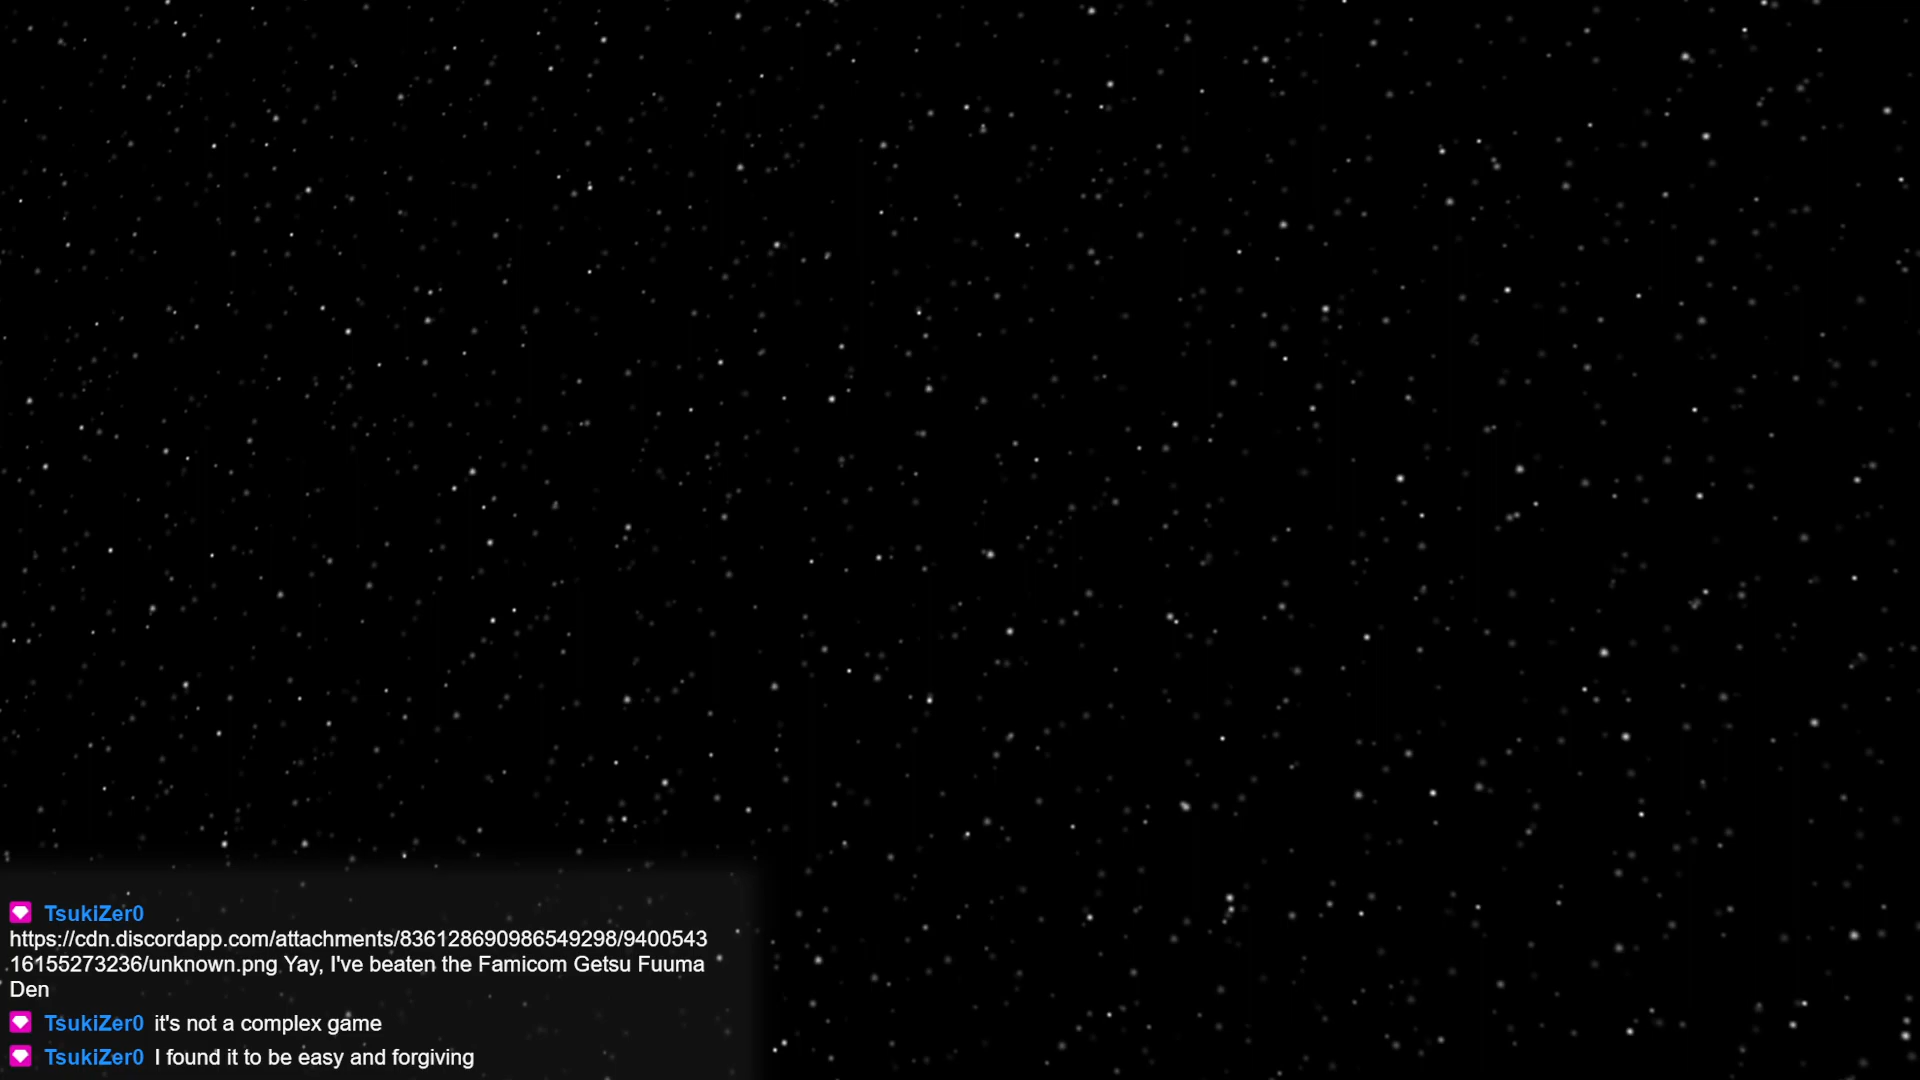 TsukiZer0
https://cdn.discordapp.com/attachments/836128690986549298/9400543
16155273236/unknown.png Yay, I've beaten the Famicom Getsu Fuuma
Den
TsukiZer0 it's not a complex game
TsukiZer0 I found it to be easy and forgiving